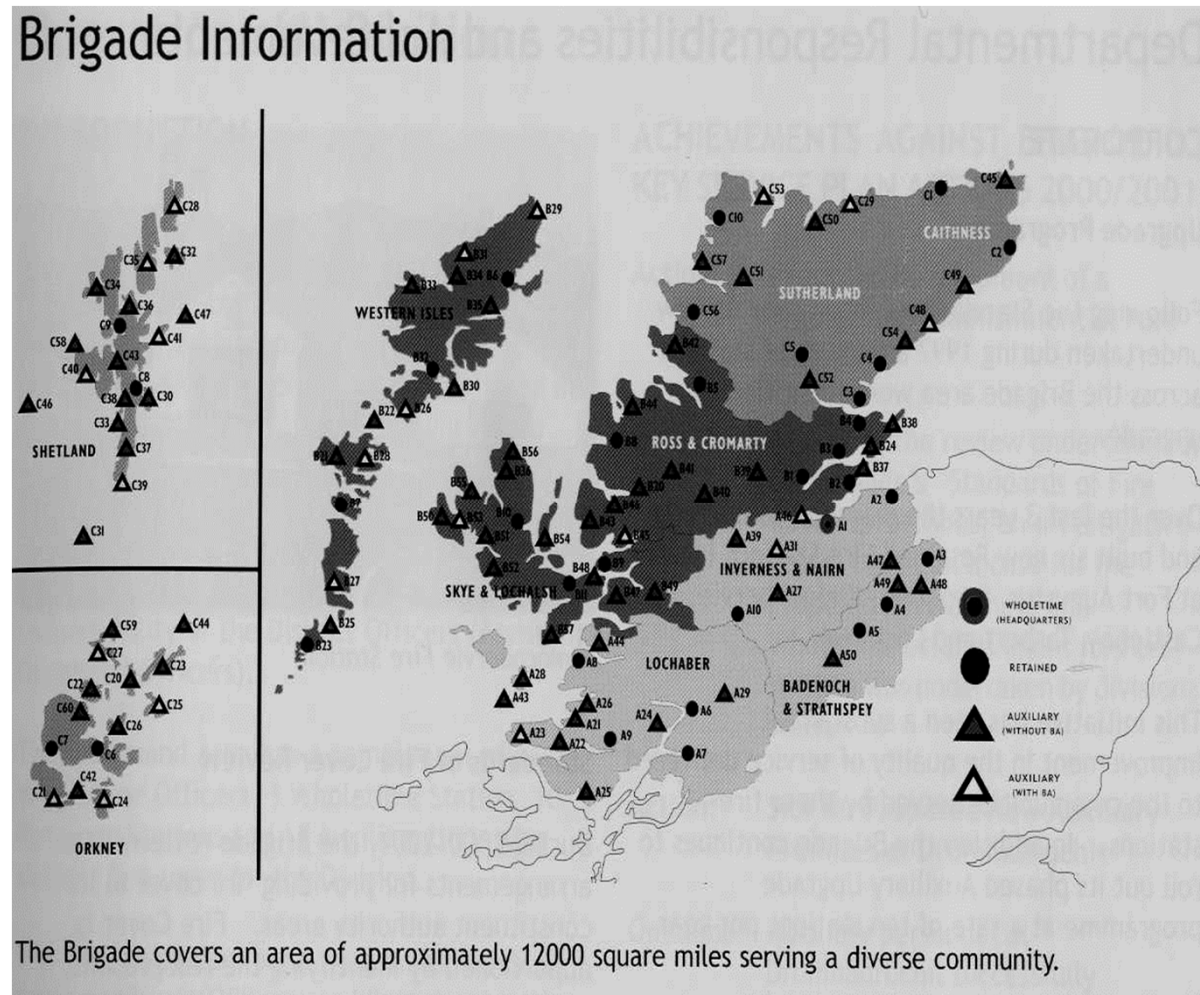 Brigade Information
C28
C35
C32
C34
C36
C47
C9
C41
C58
C43
C40
C8
C46
C38
C30
C33
SHETLAND
C37
C39
C31
C59
C44
C27
C23
C22
C20
C60
C25
C26
C7
C6
C42
C21
C24
ORKNEY
B29
B31
B34
B6
B33
B35
WESTERN ISLES
B32
B30
B26
B22
B21
B28
B7
B27
B25
B23
B56
B36
B55
B50
B53
B10
B51
B54
B52
SKYE & LOCHALSH
B48
B9
B11
B47
B49
B57
C53
C29
C1
C45
C10
C50
CAITHNESS
C2
C57
C51
C49
SUTHERLAND
C56
C48
C54
B42
C5
C4
C52
B5
C3
B44
B4
B38
B8
ROSS & CROMARTY
B3
B24
B41
B39
B37
B20
B1
B2
B40
A2
B46
B43
A46
A1
B45
A39
A31
INVERNESS & NAIRN
A47
A3
A49
A48
A27
A4
A10
A5
A44
LOCHABER
A50
A8
BADENOCH
& STRATHSPEY
A28
A43
A26
A29
A21
A24
A6
A23
A22
A9
A7
A25
WHOLETIME
(HEADQUARTERS)
RETAINED
AUXILIARY
(WITHOUT BA)
AUXILIARY
(WITH BA)
The Brigade covers an area of approximately 12000 square miles serving a diverse community.